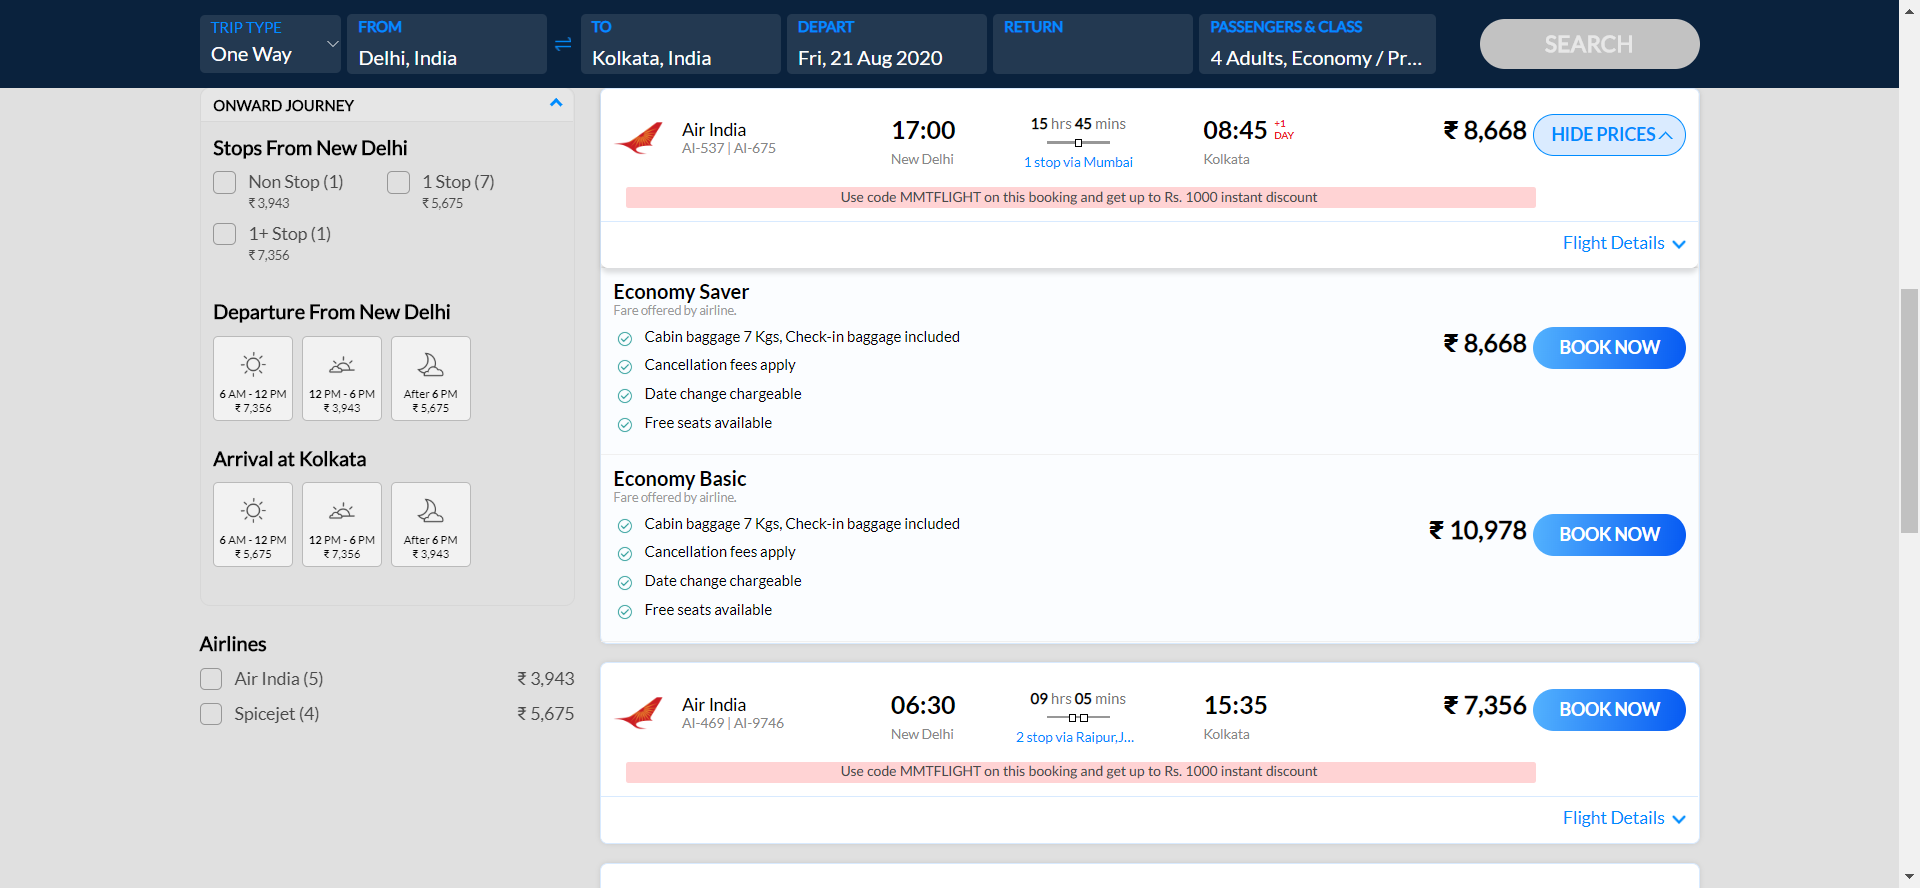 TRIP TYPE
One Way
FROM
Delhi, India
TO
Kolkata, India
DEPART
Fri, 21 Aug 2020
RETURN
PASSENGERS & CLASS
4 Adults, Economy / Pr...
SEARCH
ONWARD JOURNEY
Stops From New Delhi
Non Stop (1)
₹ 3,943
1 Stop (7)
₹ 5,675
1+ Stop (1)
₹ 7,356
Departure From New Delhi
6 AM - 12 PM
₹ 7,356
12 PM - 6 PM
₹ 3,943
After 6 PM
₹ 5,675
Arrival at Kolkata
6 AM - 12 PM
₹ 5,675
12 PM - 6 PM
₹ 7,356
After 6 PM
₹ 3,943
Airlines
Air India (5) ₹ 3,943
Spicejet (4) ₹ 5,675
Air India
AI-537 | AI-675
17:00
New Delhi
15 hrs 45 mins
1 stop via Mumbai
08:45 +1 DAY
Kolkata
₹ 8,668
HIDE PRICES
Use code MMTFLIGHT on this booking and get up to Rs. 1000 instant discount
Flight Details
Economy Saver
Fare offered by airline.
Cabin baggage 7 Kgs, Check-in baggage included
Cancellation fees apply
Date change chargeable
Free seats available
₹ 8,668
BOOK NOW
Economy Basic
Fare offered by airline.
Cabin baggage 7 Kgs, Check-in baggage included
Cancellation fees apply
Date change chargeable
Free seats available
₹ 10,978
BOOK NOW
Air India
AI-469 | AI-9746
06:30
New Delhi
09 hrs 05 mins
2 stop via Raipur,J...
15:35
Kolkata
₹ 7,356
BOOK NOW
Use code MMTFLIGHT on this booking and get up to Rs. 1000 instant discount
Flight Details